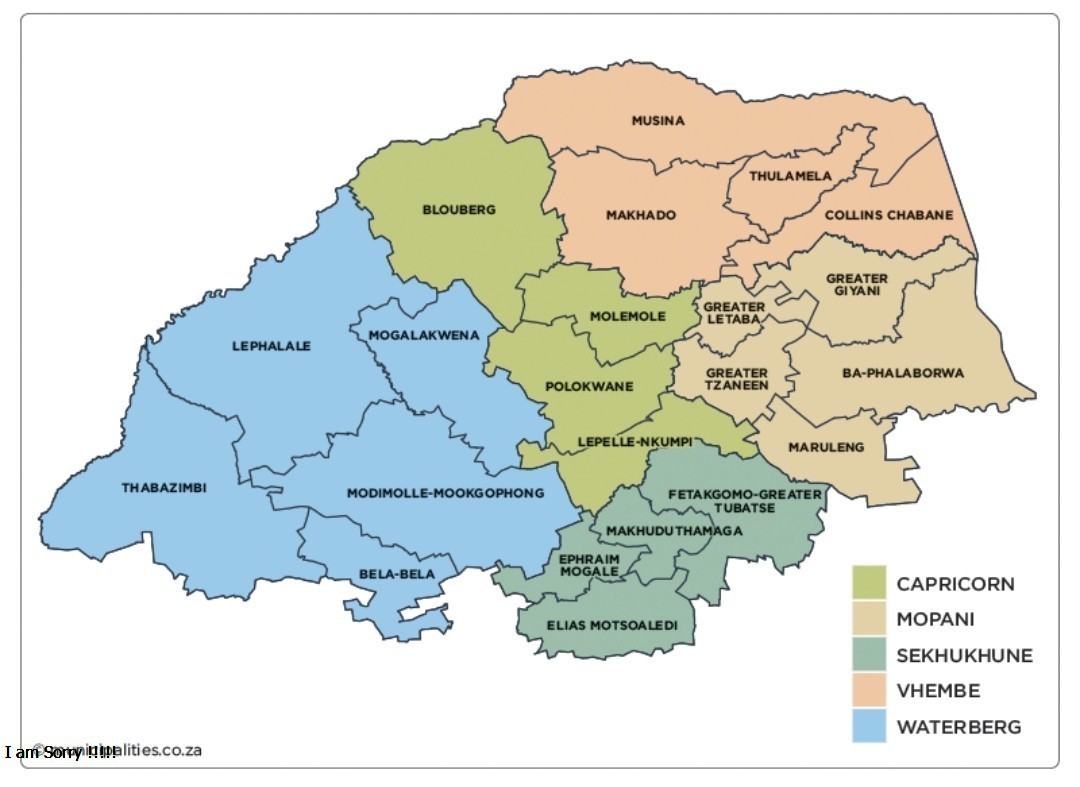 MUSINA
THULAMELA
BLOUBERG
MAKHADO
COLLINS CHABANE
GREATER
GIYANI
GREATER
LETABA
MOLEMOLE
MOGALAKWENA
LEPHALALE
GREATER
TZANEEN
BA-PHALABORWA
POLOKWANE
LEPELLE-NKUMPI
MARULENG
THABAZIMBI
MODIMOLLE-MOOKGOPHONG
FETAKGOMO-GREATER
TUBATSE
MAKHUDUTHAMAGA
EPHRAIM
MOGALE
BELA-BELA
ELIAS MOTSOALEDI
CAPRICORN
MOPANI
SEKHUKHUNE
VHEMBE
WATERBERG
© municipalities.co.za
I am Sorry !!!!!